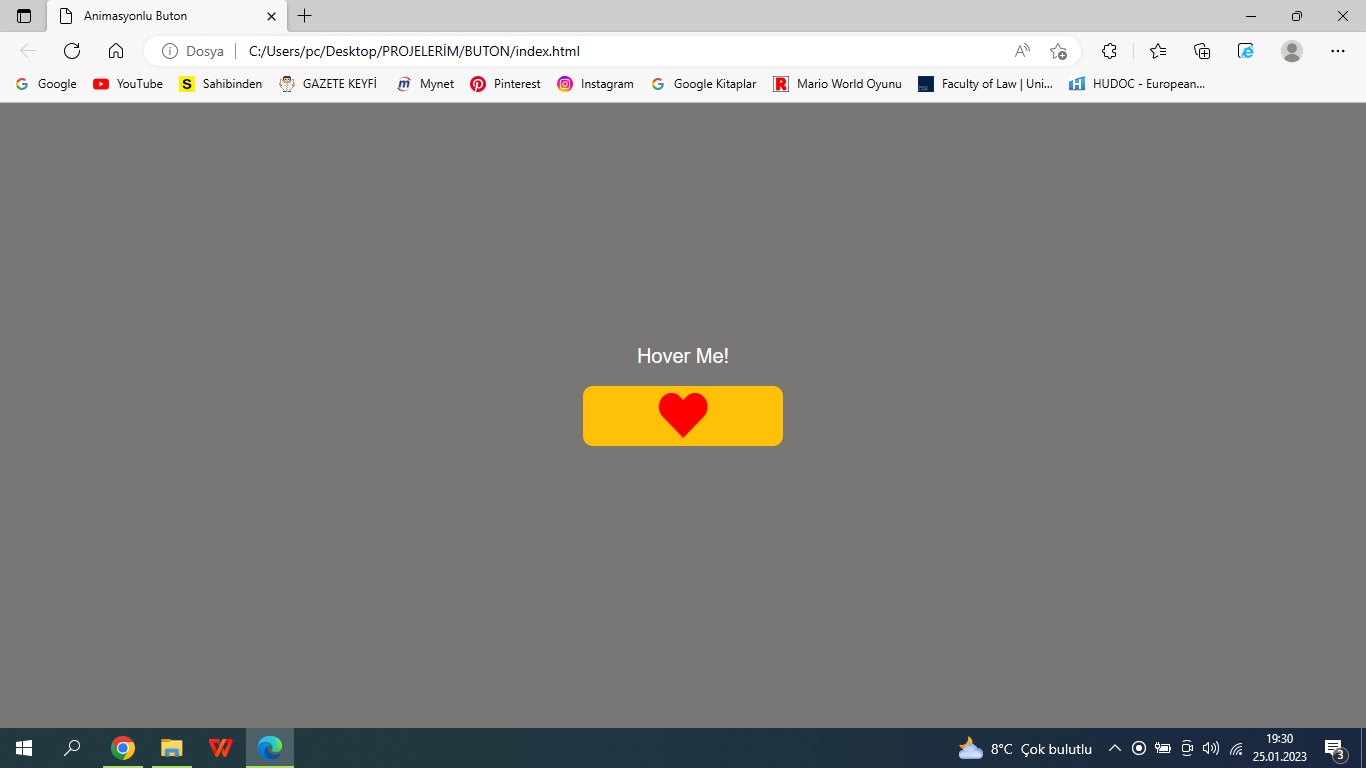 Animasyonlu Buton
Dosya C:/Users/pc/Desktop/PROJELERİM/BUTON/index.html
Google YouTube Sahibinden GAZETE KEYFİ Mynet Pinterest Instagram Google Kitaplar Mario World Oyunu Faculty of Law | Uni... HUDOC - European...
Hover Me!
8°C Çok bulutlu
19:30
25.01.2023
3